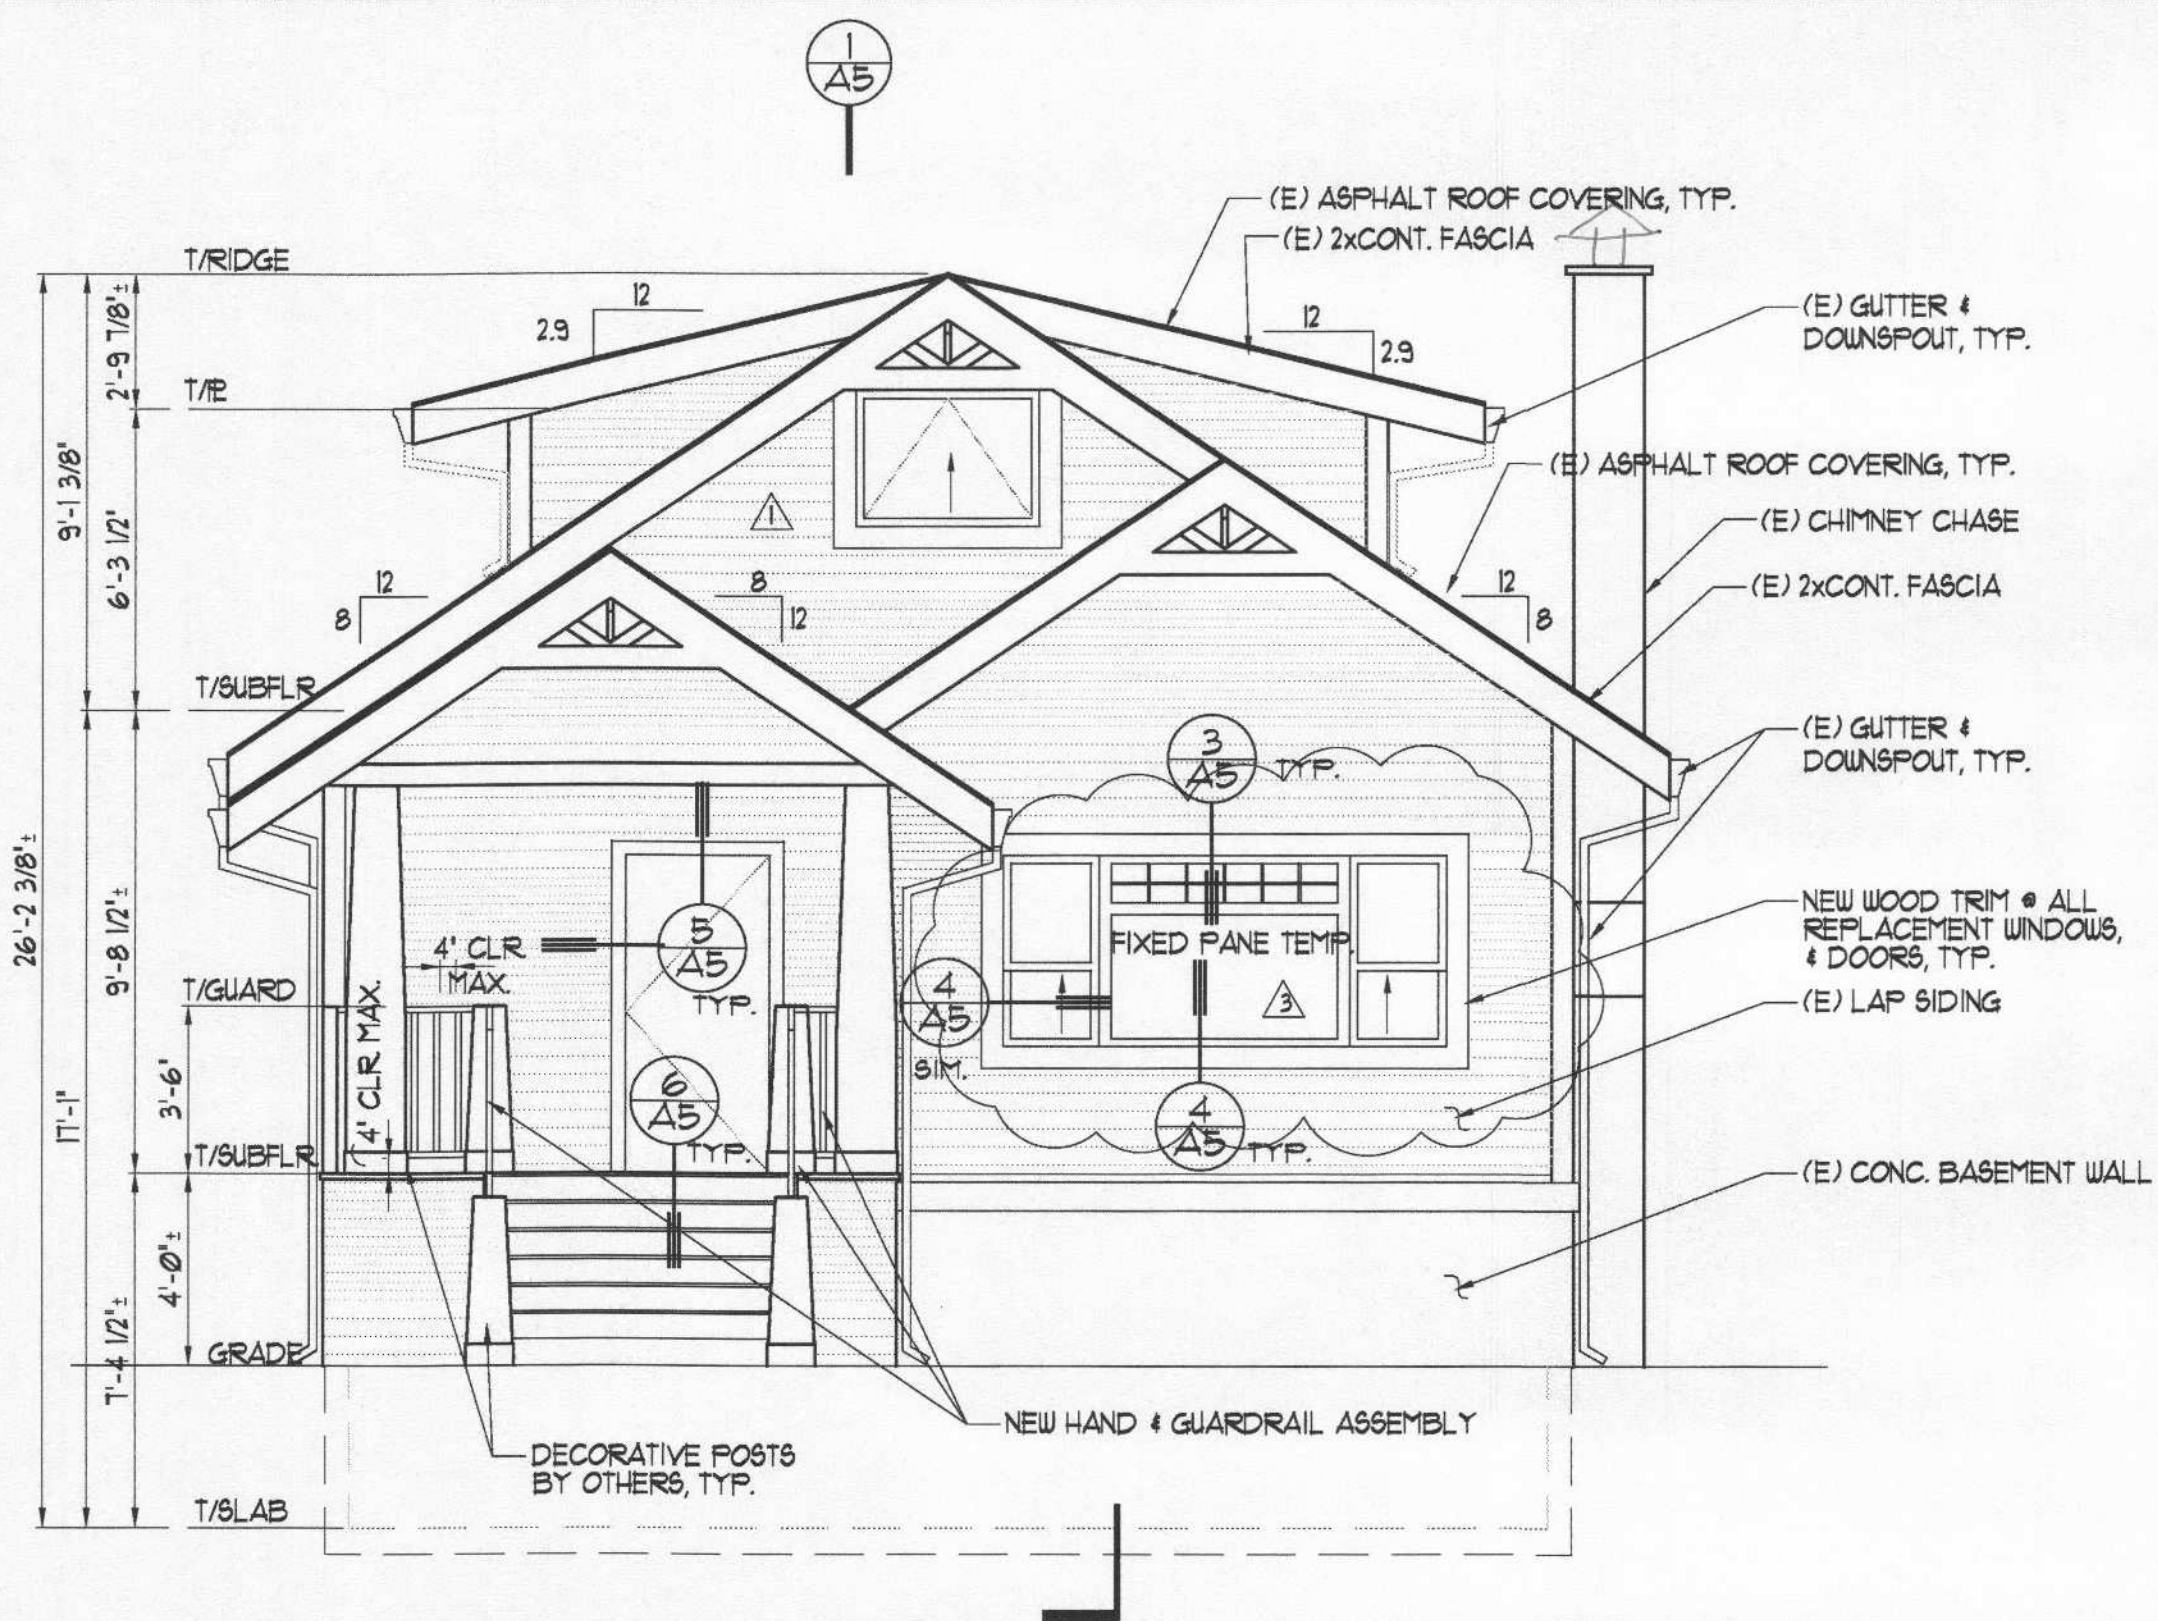 1
A5
(E) ASPHALT ROOF COVERING, TYP.
(E) 2xCONT. FASCIA
T/RIDGE
12
2.9
12
2.9
(E) GUTTER &
DOWNSPOUT, TYP.
2'-9 7/8"±
T/PL
(E) ASPHALT ROOF COVERING, TYP.
9'-1 3/8"
6'-3 1/2"
1
(E) CHIMNEY CHASE
12
8
8
12
12
8
(E) 2xCONT. FASCIA
T/SUBFLR
3
A5
TYP.
(E) GUTTER &
DOWNSPOUT, TYP.
26'-2 3/8"±
9'-8 1/2"±
NEW WOOD TRIM @ ALL
REPLACEMENT WINDOWS,
& DOORS, TYP.
4" CLR
MAX.
5
A5
TYP.
FIXED PANE TEMP.
3
T/GUARD
4" CLR MAX.
4
A5
SIM.
(E) LAP SIDING
3'-6"
17'-1"
6
A5
TYP.
4
A5
TYP.
T/SUBFLR
(E) CONC. BASEMENT WALL
4'-0"±
7'-4 1/2"±
GRADE
NEW HAND & GUARDRAIL ASSEMBLY
DECORATIVE POSTS
BY OTHERS, TYP.
T/SLAB